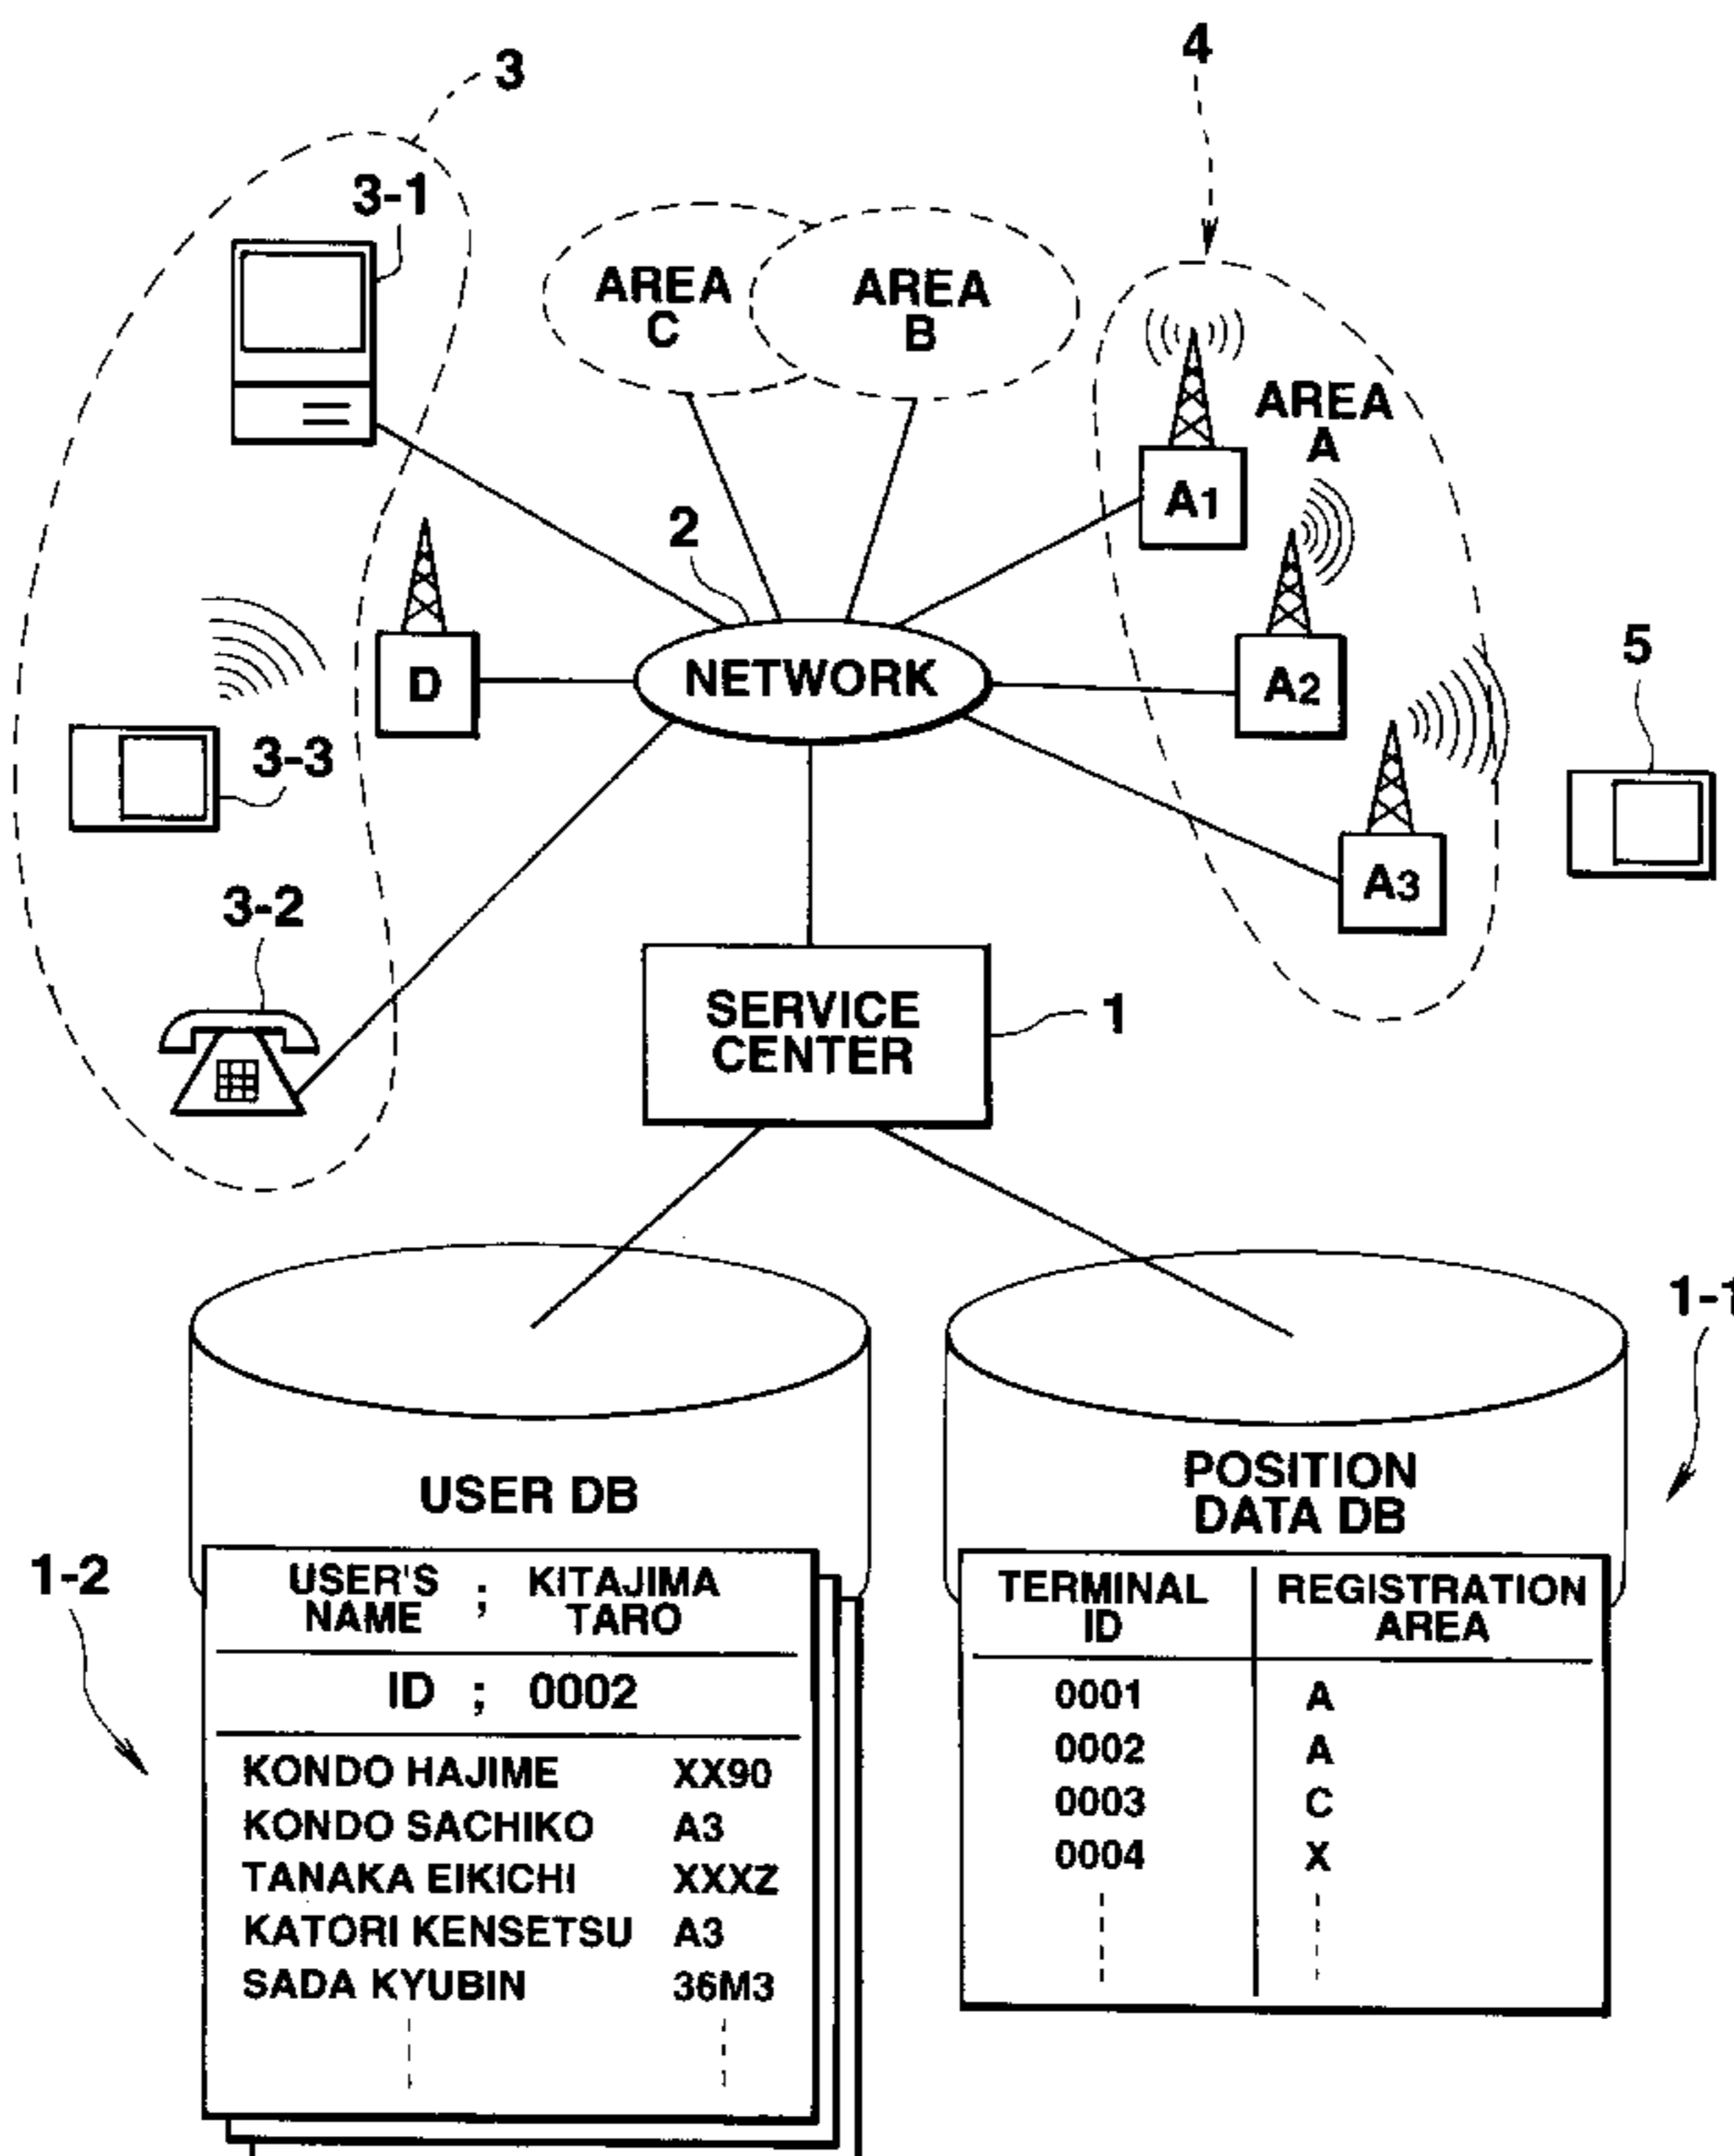 3
4
3-1
AREA
C
AREA
B
AREA
A
A1
2
D
NETWORK
A2
5
3-3
A3
3-2
SERVICE
CENTER
1
1-1
USER DB
POSITION
DATA DB
1-2
USER'S
NAME ; KITAJIMA
TARO
ID ; 0002
KONDO HAJIME XX90
KONDO SACHIKO A3
TANAKA EIKICHI XXXZ
KATORI KENSETSU A3
SADA KYUBIN 36M3
TERMINAL
ID
REGISTRATION
AREA
0001 A
0002 A
0003 C
0004 X